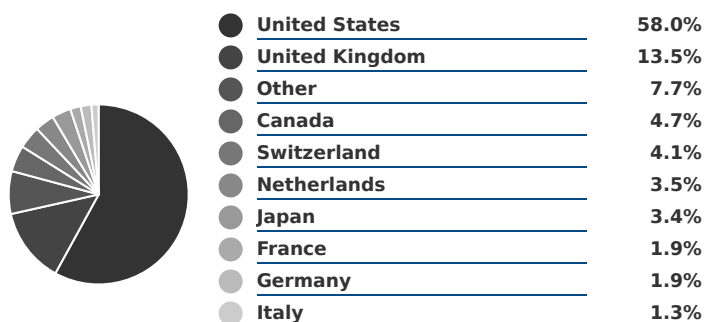 United States 58.0%
United Kingdom 13.5%
Other 7.7%
Canada 4.7%
Switzerland 4.1%
Netherlands 3.5%
Japan 3.4%
France 1.9%
Germany 1.9%
Italy 1.3%